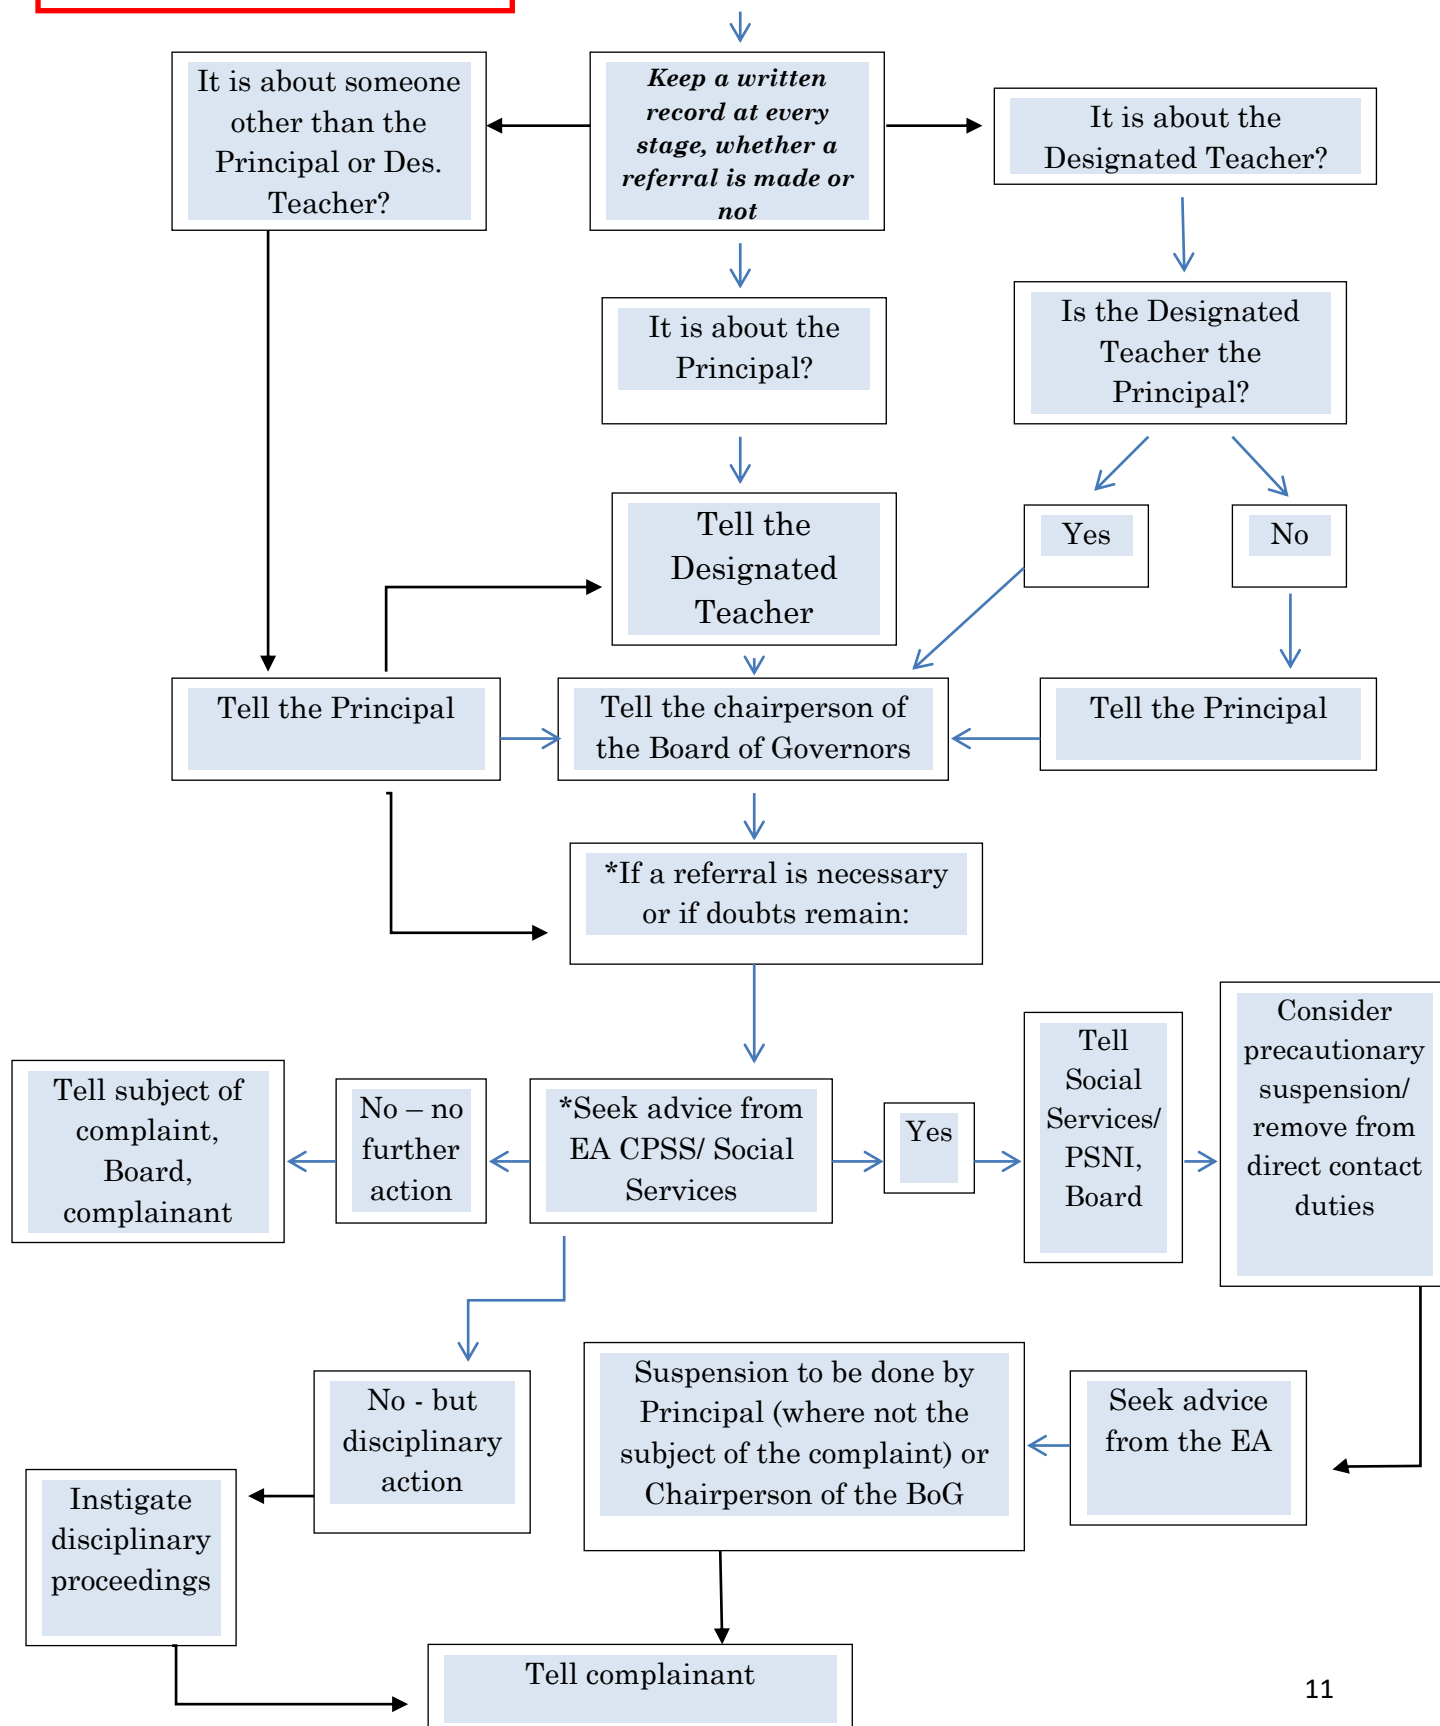 It is about someone
other than the
Principal or Des.
Teacher?
Keep a written
record at every
stage, whether a
referral is made or
not
It is about the
Designated Teacher?
It is about the
Principal?
Is the Designated
Teacher the
Principal?
Tell the
Designated
Teacher
Yes
No
Tell the Principal
Tell the chairperson of
the Board of Governors
Tell the Principal
*If a referral is necessary
or if doubts remain:
Tell subject of
complaint,
Board,
complainant
No – no
further
action
*Seek advice from
EA CPSS/ Social
Services
Yes
Tell
Social
Services/
PSNI,
Board
Consider
precautionary
suspension/
remove from
direct contact
duties
No - but
disciplinary
action
Suspension to be done by
Principal (where not the
subject of the complaint) or
Chairperson of the BoG
Seek advice
from the EA
Instigate
disciplinary
proceedings
Tell complainant
11